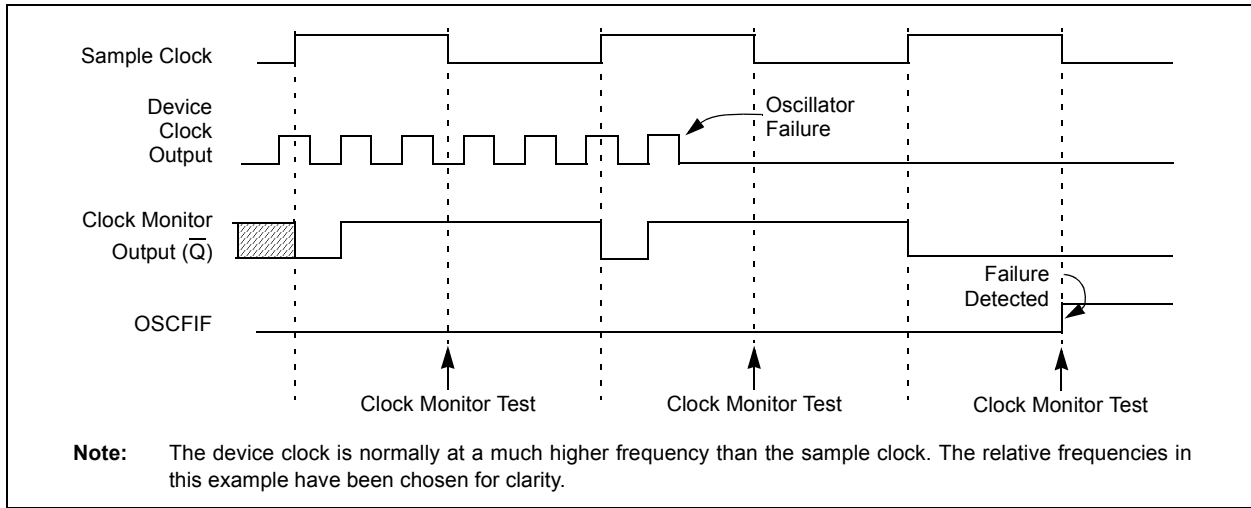 Sample Clock
Device
Clock
Output
Oscillator
Failure
Clock Monitor
Output (Q̅)
Failure
Detected
OSCFIF
Clock Monitor Test
Clock Monitor Test
Clock Monitor Test
Note: The device clock is normally at a much higher frequency than the sample clock. The relative frequencies in
this example have been chosen for clarity.